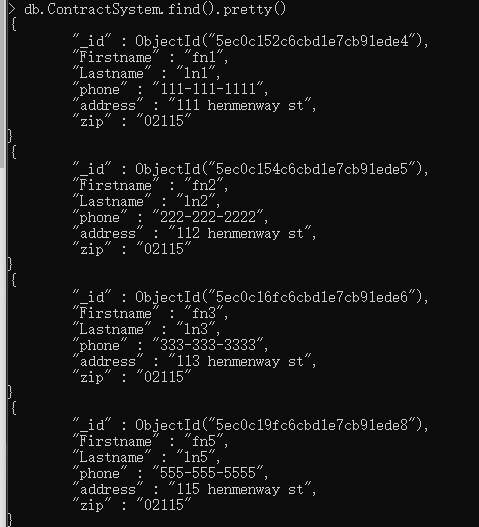 > db.ContractSystem.find().pretty()
{
        "_id" : ObjectId("5ec0c152c6cbd1e7cb91ede4"),
        "Firstname" : "fn1",
        "Lastname" : "ln1",
        "phone" : "111-111-1111",
        "address" : "111 henmenway st",
        "zip" : "02115"
}
{
        "_id" : ObjectId("5ec0c154c6cbd1e7cb91ede5"),
        "Firstname" : "fn2",
        "Lastname" : "ln2",
        "phone" : "222-222-2222",
        "address" : "112 henmenway st",
        "zip" : "02115"
}
{
        "_id" : ObjectId("5ec0c16fc6cbd1e7cb91ede6"),
        "Firstname" : "fn3",
        "Lastname" : "ln3",
        "phone" : "333-333-3333",
        "address" : "113 henmenway st",
        "zip" : "02115"
}
{
        "_id" : ObjectId("5ec0c19fc6cbd1e7cb91ede8"),
        "Firstname" : "fn5",
        "Lastname" : "ln5",
        "phone" : "555-555-5555",
        "address" : "115 henmenway st",
        "zip" : "02115"
}